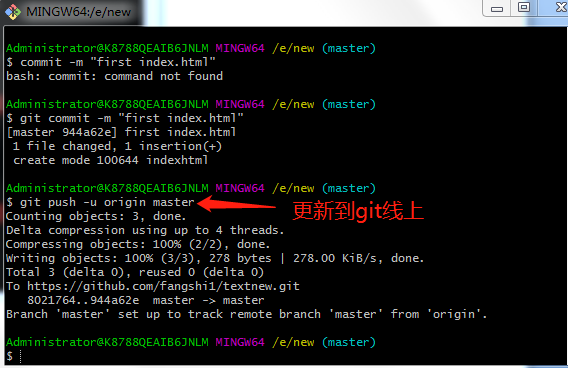 MINGW64:/e/new
Administrator@K8788QEAIB6JNLM MINGW64 /e/new (master)
$ commit -m "first index.html"
bash: commit: command not found
Administrator@K8788QEAIB6JNLM MINGW64 /e/new (master)
$ git commit -m "first index.html"
[master 944a62e] first index.html
1 file changed, 1 insertion(+)
create mode 100644 indexhtml
Administrator@K8788QEAIB6JNLM MINGW64 /e/new (master)
$ git push -u origin master
更新到git线上
Counting objects: 3, done.
Delta compression using up to 4 threads.
Compressing objects: 100% (2/2), done.
Writing objects: 100% (3/3), 278 bytes | 278.00 KiB/s, done.
Total 3 (delta 0), reused 0 (delta 0)
To https://github.com/fangshi1/textnew.git
8021764..944a62e  master -> master
Branch 'master' set up to track remote branch 'master' from 'origin'.
Administrator@K8788QEAIB6JNLM MINGW64 /e/new (master)
$